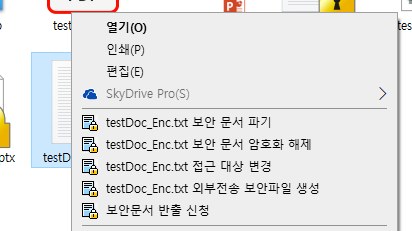 열기(O)
인쇄(P)
편집(E)
SkyDrive Pro(S)
testDoc_Enc.txt 보안 문서 파기
testDoc_Enc.txt 보안 문서 암호화 해제
testDoc_Enc.txt 접근 대상 변경
testDoc_Enc.txt 외부전송 보안파일 생성
보안문서 반출 신청
ptx
testDo